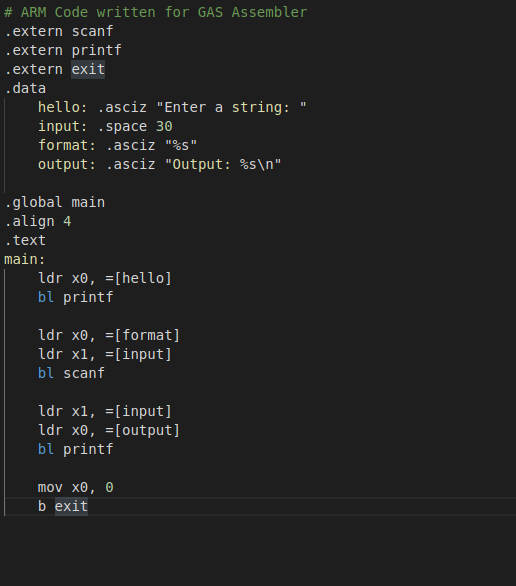 # ARM Code written for GAS Assembler
.extern scanf
.extern printf
.extern exit
.data
    hello: .asciz "Enter a string: "
    input: .space 30
    format: .asciz "%s"
    output: .asciz "Output: %s\n"

.global main
.align 4
.text
main:
    ldr x0, =[hello]
    bl printf

    ldr x0, =[format]
    ldr x1, =[input]
    bl scanf

    ldr x1, =[input]
    ldr x0, =[output]
    bl printf

    mov x0, 0
    b exit